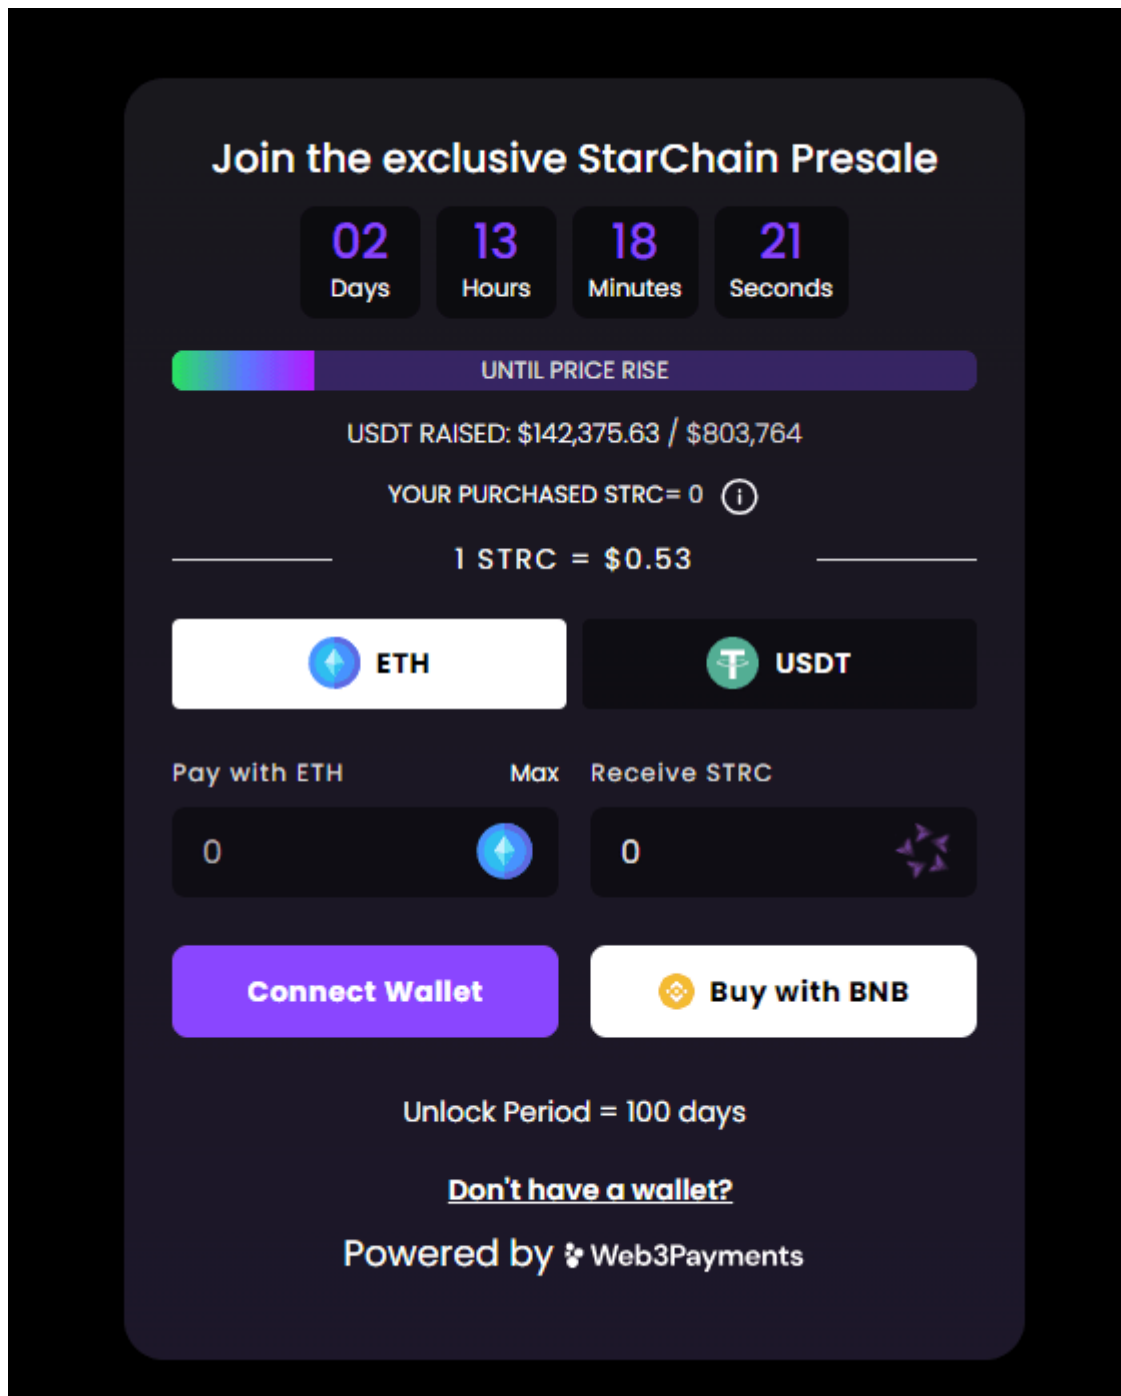 Join the exclusive StarChain Presale
02 13 18 21
Days Hours Minutes Seconds
UNTIL PRICE RISE
USDT RAISED: $142,375.63 / $803,764
YOUR PURCHASED STRC= 0
1 STRC = $0.53
ETH USDT
Pay with ETH Max Receive STRC
0 0
Connect Wallet Buy with BNB
Unlock Period = 100 days
Don't have a wallet?
Powered by Web3Payments